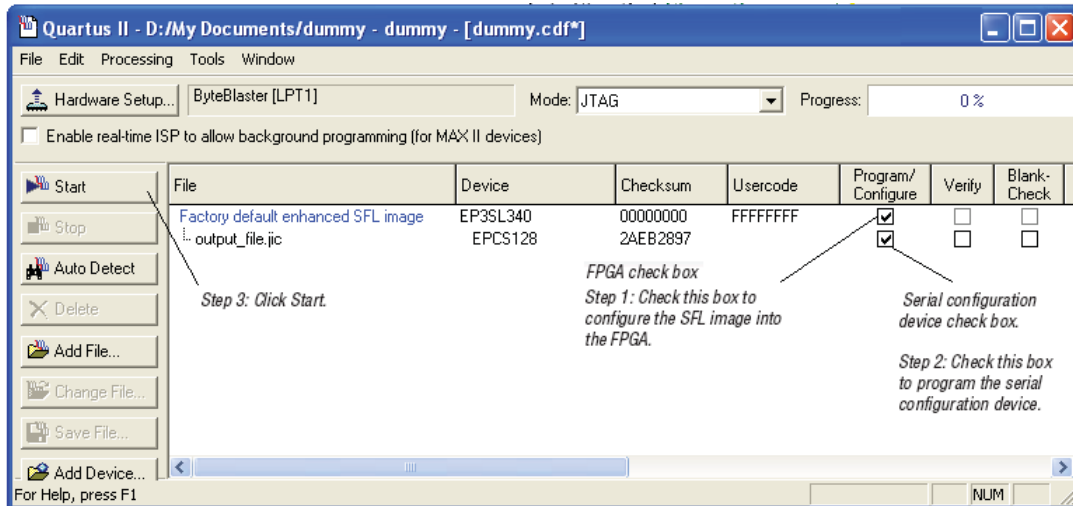 Quartus II - D:/My Documents/dummy - dummy - [dummy.cdf*]
File Edit Processing Tools Window
Hardware Setup... ByteBlaster [LPT1] Mode: JTAG Progress: 0 %
Enable real-time ISP to allow background programming (for MAX II devices)
Start
Stop
Auto Detect
Delete
Add File...
Change File...
Save File...
Add Device...
File Device Checksum Usercode Program/ Configure Verify Blank- Check
Factory default enhanced SFL image EP3SL340 00000000 FFFFFFFF
output_file.jic EPCS128 2AEB2897
Step 3: Click Start.
FPGA check box
Step 1: Check this box to
configure the SFL image into
the FPGA.
Serial configuration
device check box.
Step 2: Check this box
to program the serial
configuration device.
For Help, press F1
NUM